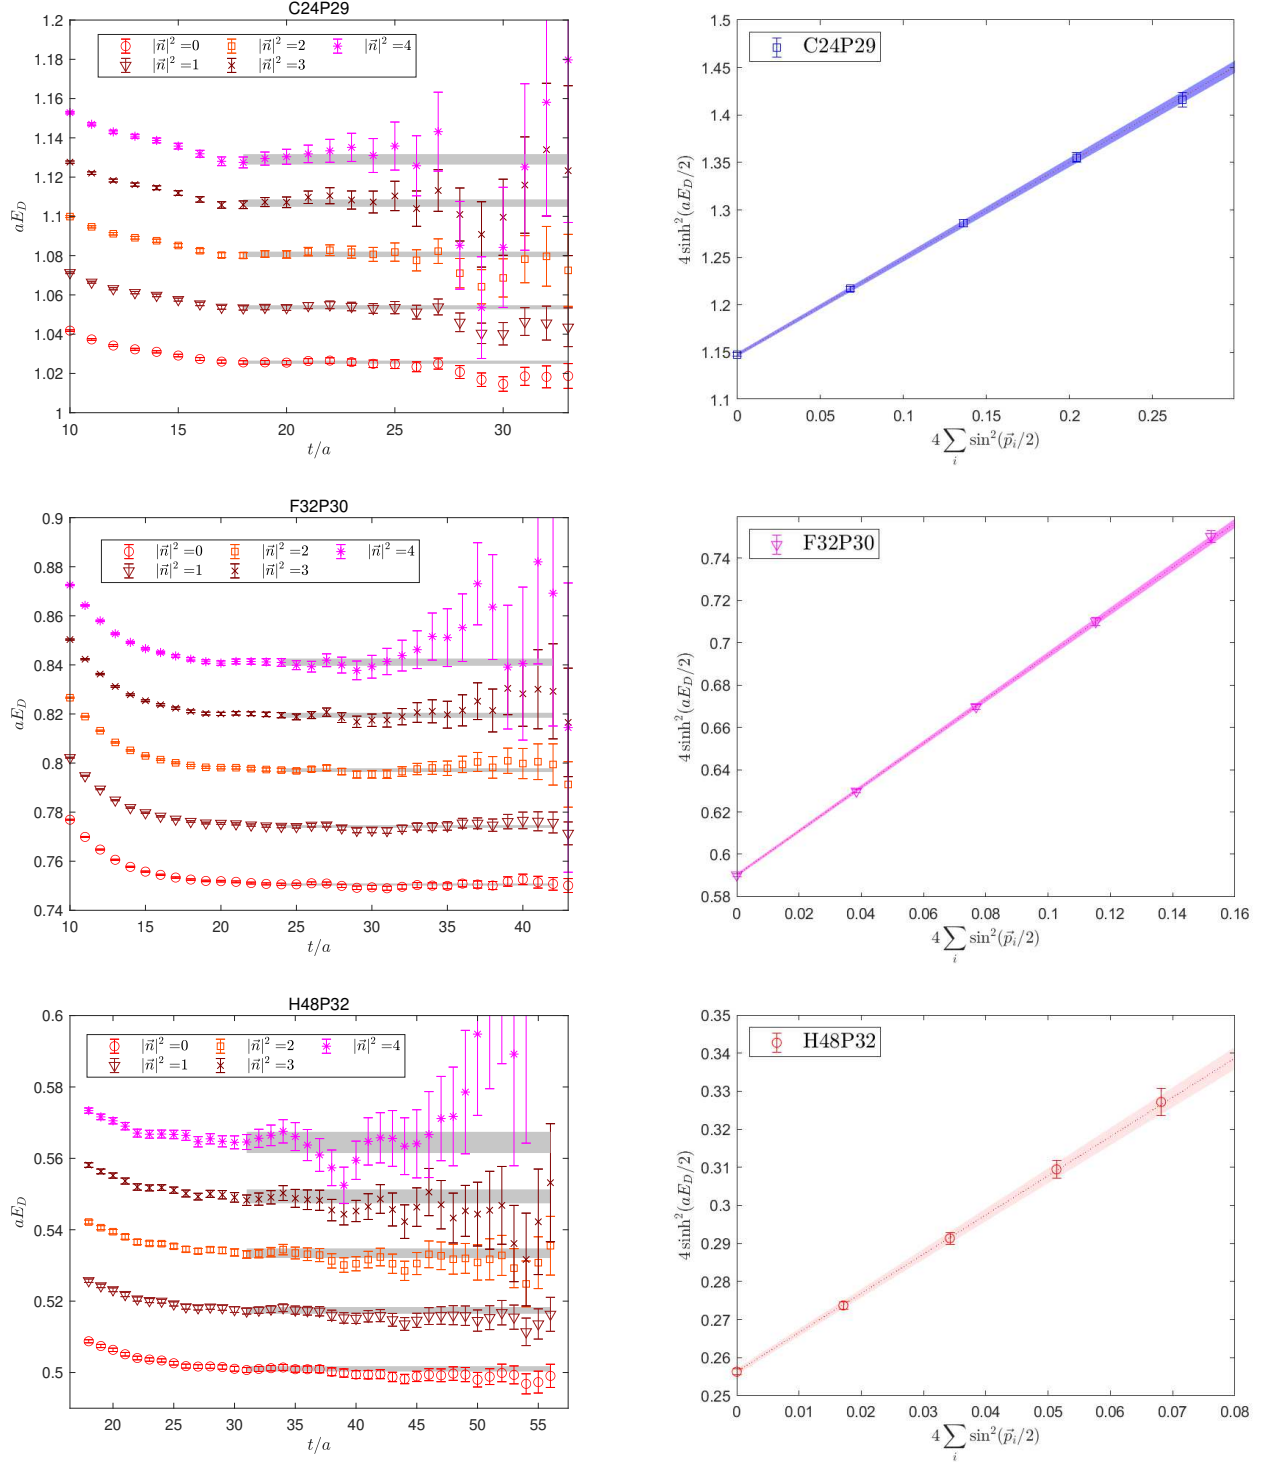 C24P29
|n⃗|² =0 |n⃗|² =2 |n⃗|² =4
|n⃗|² =1 |n⃗|² =3
1.2
1.18
1.16
1.14
1.12
1.1
1.08
1.06
1.04
1.02
1
aE_D
10 15 20 25 30
t/a
C24P29
1.5
1.45
1.4
1.35
1.3
1.25
1.2
1.15
1.1
4 sinh²(aE_D/2)
0 0.05 0.1 0.15 0.2 0.25
4 ∑_i sin²(p⃗_i/2)
F32P30
|n⃗|² =0 |n⃗|² =2 |n⃗|² =4
|n⃗|² =1 |n⃗|² =3
0.9
0.88
0.86
0.84
0.82
0.8
0.78
0.76
0.74
aE_D
10 15 20 25 30 35 40
t/a
F32P30
0.74
0.72
0.7
0.68
0.66
0.64
0.62
0.6
0.58
4 sinh²(aE_D/2)
0 0.02 0.04 0.06 0.08 0.1 0.12 0.14 0.16
4 ∑_i sin²(p⃗_i/2)
H48P32
|n⃗|² =0 |n⃗|² =2 |n⃗|² =4
|n⃗|² =1 |n⃗|² =3
0.6
0.58
0.56
0.54
0.52
0.5
aE_D
20 25 30 35 40 45 50 55
t/a
H48P32
0.35
0.34
0.33
0.32
0.31
0.3
0.29
0.28
0.27
0.26
0.25
4 sinh²(aE_D/2)
0 0.01 0.02 0.03 0.04 0.05 0.06 0.07 0.08
4 ∑_i sin²(p⃗_i/2)